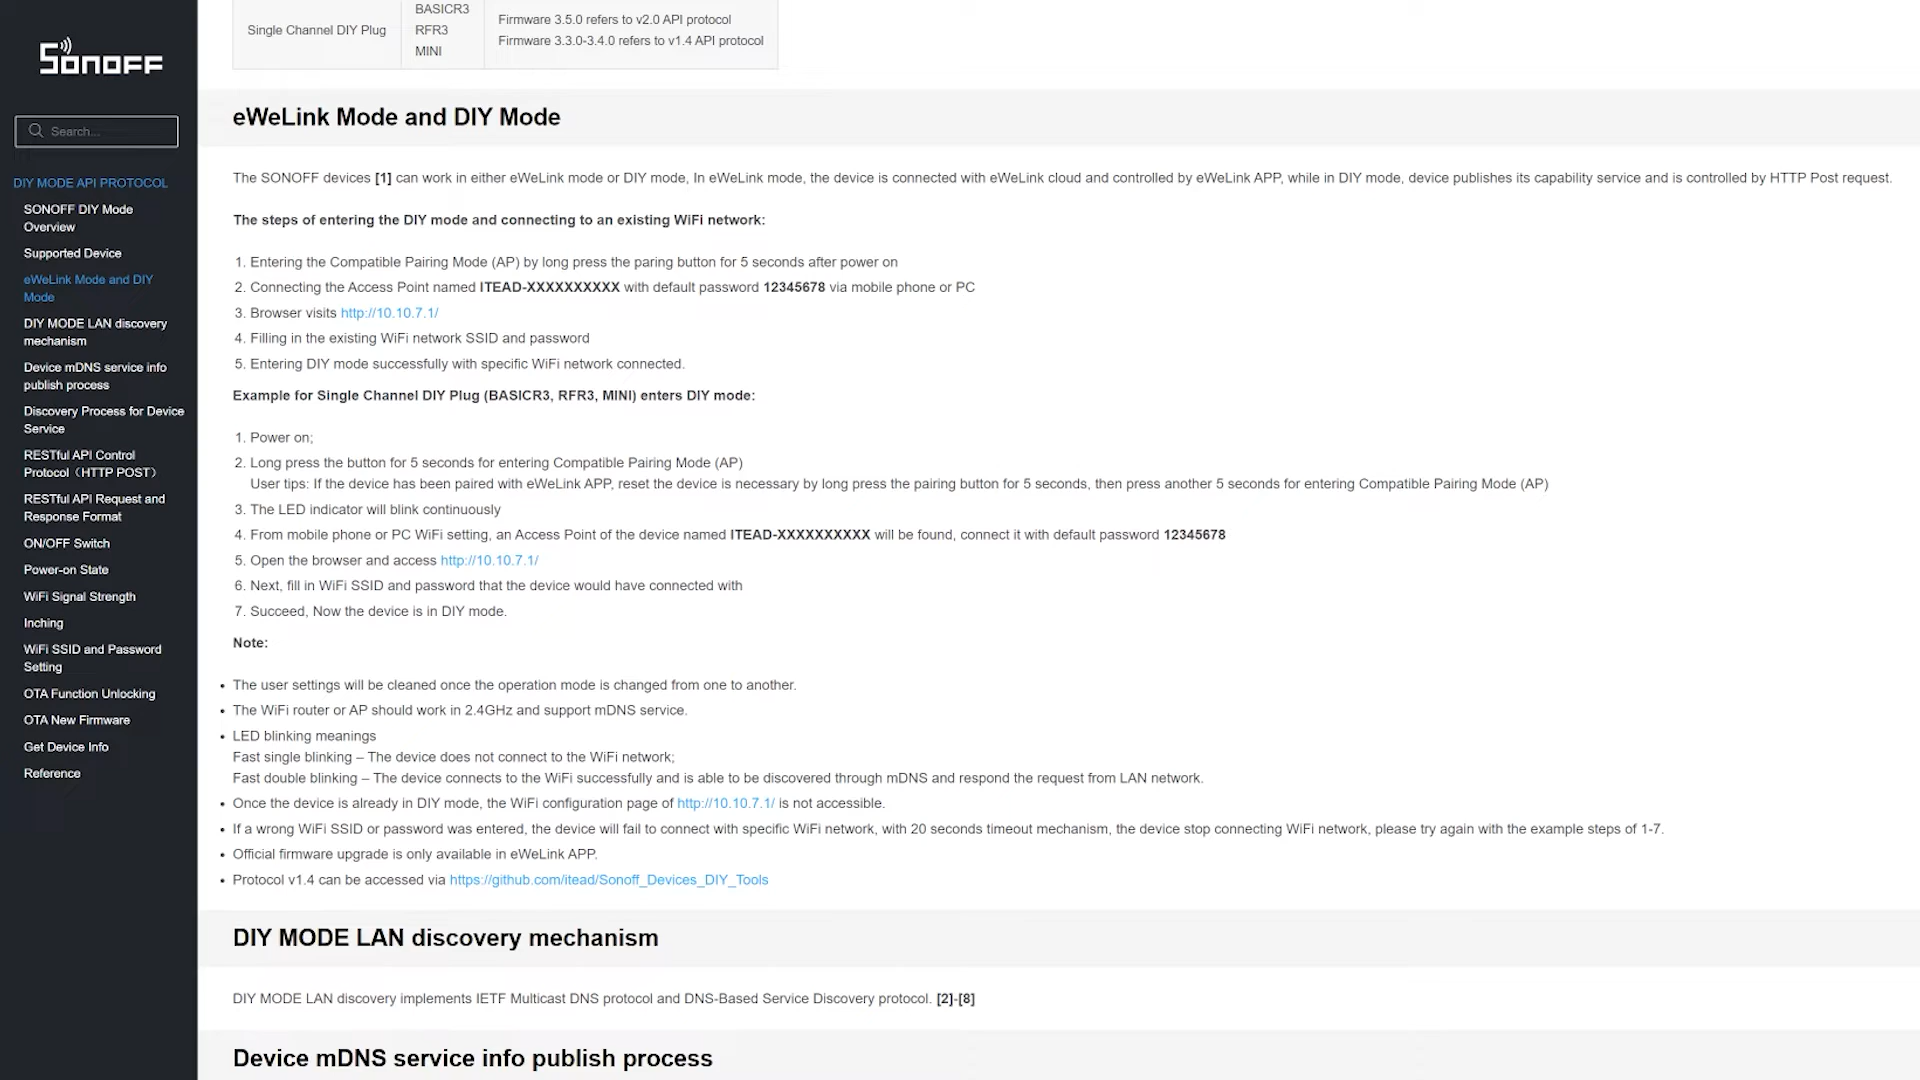 SONOFF
Search...
DIY MODE API PROTOCOL
SONOFF DIY Mode
Overview
Supported Device
eWeLink Mode and DIY
Mode
DIY MODE LAN discovery
mechanism
Device mDNS service info
publish process
Discovery Process for Device
Service
RESTful API Control
Protocol（HTTP POST）
RESTful API Request and
Response Format
ON/OFF Switch
Power-on State
WiFi Signal Strength
Inching
WiFi SSID and Password
Setting
OTA Function Unlocking
OTA New Firmware
Get Device Info
Reference
Single Channel DIY Plug
BASICR3
RFR3
MINI
Firmware 3.5.0 refers to v2.0 API protocol
Firmware 3.3.0-3.4.0 refers to v1.4 API protocol
eWeLink Mode and DIY Mode
The SONOFF devices [1] can work in either eWeLink mode or DIY mode, In eWeLink mode, the device is connected with eWeLink cloud and controlled by eWeLink APP, while in DIY mode, device publishes its capability service and is controlled by HTTP Post request.
The steps of entering the DIY mode and connecting to an existing WiFi network:
1. Entering the Compatible Pairing Mode (AP) by long press the paring button for 5 seconds after power on
2. Connecting the Access Point named ITEAD-XXXXXXXXXX with default password 12345678 via mobile phone or PC
3. Browser visits http://10.10.7.1/
4. Filling in the existing WiFi network SSID and password
5. Entering DIY mode successfully with specific WiFi network connected.
Example for Single Channel DIY Plug (BASICR3, RFR3, MINI) enters DIY mode:
1. Power on;
2. Long press the button for 5 seconds for entering Compatible Pairing Mode (AP)
User tips: If the device has been paired with eWeLink APP, reset the device is necessary by long press the pairing button for 5 seconds, then press another 5 seconds for entering Compatible Pairing Mode (AP)
3. The LED indicator will blink continuously
4. From mobile phone or PC WiFi setting, an Access Point of the device named ITEAD-XXXXXXXXXX will be found, connect it with default password 12345678
5. Open the browser and access http://10.10.7.1/
6. Next, fill in WiFi SSID and password that the device would have connected with
7. Succeed, Now the device is in DIY mode.
Note:
• The user settings will be cleaned once the operation mode is changed from one to another.
• The WiFi router or AP should work in 2.4GHz and support mDNS service.
• LED blinking meanings
Fast single blinking – The device does not connect to the WiFi network;
Fast double blinking – The device connects to the WiFi successfully and is able to be discovered through mDNS and respond the request from LAN network.
• Once the device is already in DIY mode, the WiFi configuration page of http://10.10.7.1/ is not accessible.
• If a wrong WiFi SSID or password was entered, the device will fail to connect with specific WiFi network, with 20 seconds timeout mechanism, the device stop connecting WiFi network, please try again with the example steps of 1-7.
• Official firmware upgrade is only available in eWeLink APP.
• Protocol v1.4 can be accessed via https://github.com/itead/Sonoff_Devices_DIY_Tools
DIY MODE LAN discovery mechanism
DIY MODE LAN discovery implements IETF Multicast DNS protocol and DNS-Based Service Discovery protocol. [2]-[8]
Device mDNS service info publish process